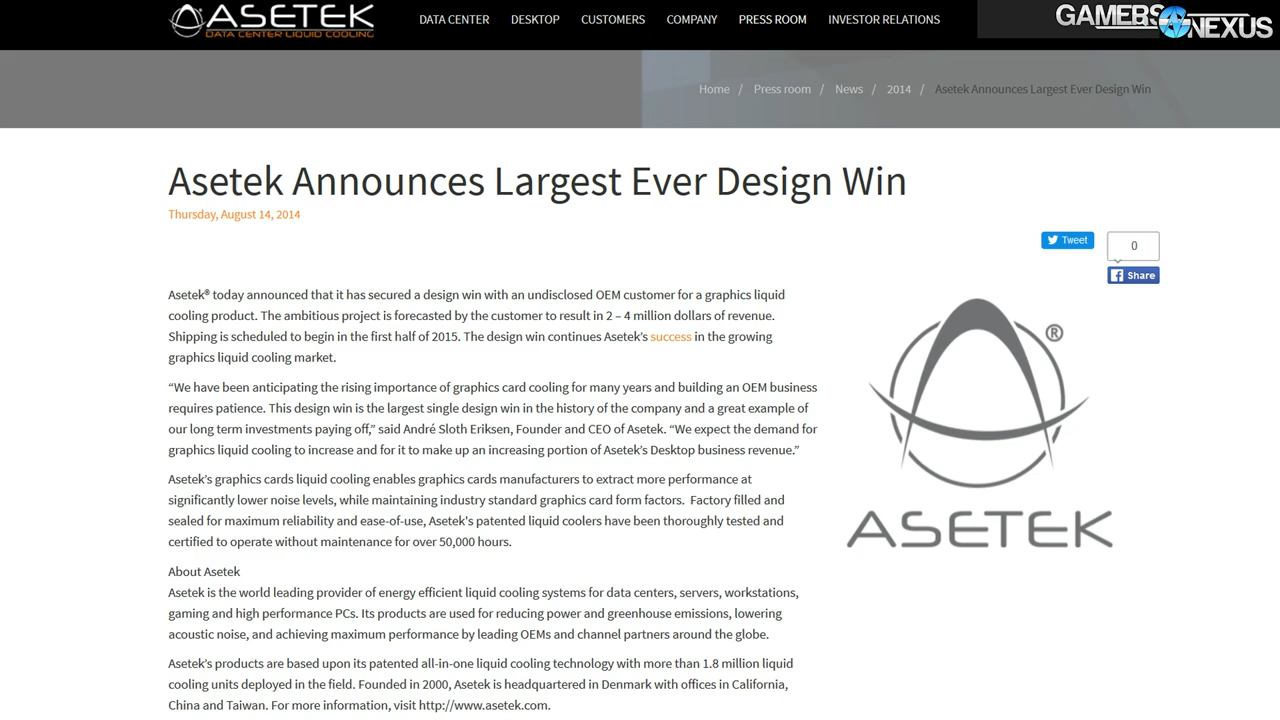 ASETEK
DATA CENTER LIQUID COOLING
DATA CENTER DESKTOP CUSTOMERS COMPANY PRESS ROOM INVESTOR RELATIONS
GAMERS NEXUS
Home / Press room / News / 2014 / Asetek Announces Largest Ever Design Win
Asetek Announces Largest Ever Design Win
Thursday, August 14, 2014
Tweet
0
Share
Asetek® today announced that it has secured a design win with an undisclosed OEM customer for a graphics liquid
cooling product. The ambitious project is forecasted by the customer to result in 2 – 4 million dollars of revenue.
Shipping is scheduled to begin in the first half of 2015. The design win continues Asetek’s success in the growing
graphics liquid cooling market.
“We have been anticipating the rising importance of graphics card cooling for many years and building an OEM business
requires patience. This design win is the largest single design win in the history of the company and a great example of
our long term investments paying off,” said André Sloth Eriksen, Founder and CEO of Asetek. “We expect the demand for
graphics liquid cooling to increase and for it to make up an increasing portion of Asetek’s Desktop business revenue.”
Asetek’s graphics cards liquid cooling enables graphics cards manufacturers to extract more performance at
significantly lower noise levels, while maintaining industry standard graphics card form factors. Factory filled and
sealed for maximum reliability and ease-of-use, Asetek's patented liquid coolers have been thoroughly tested and
certified to operate without maintenance for over 50,000 hours.
About Asetek
Asetek is the world leading provider of energy efficient liquid cooling systems for data centers, servers, workstations,
gaming and high performance PCs. Its products are used for reducing power and greenhouse emissions, lowering
acoustic noise, and achieving maximum performance by leading OEMs and channel partners around the globe.
Asetek’s products are based upon its patented all-in-one liquid cooling technology with more than 1.8 million liquid
cooling units deployed in the field. Founded in 2000, Asetek is headquartered in Denmark with offices in California,
China and Taiwan. For more information, visit http://www.asetek.com.
®
ASETEK